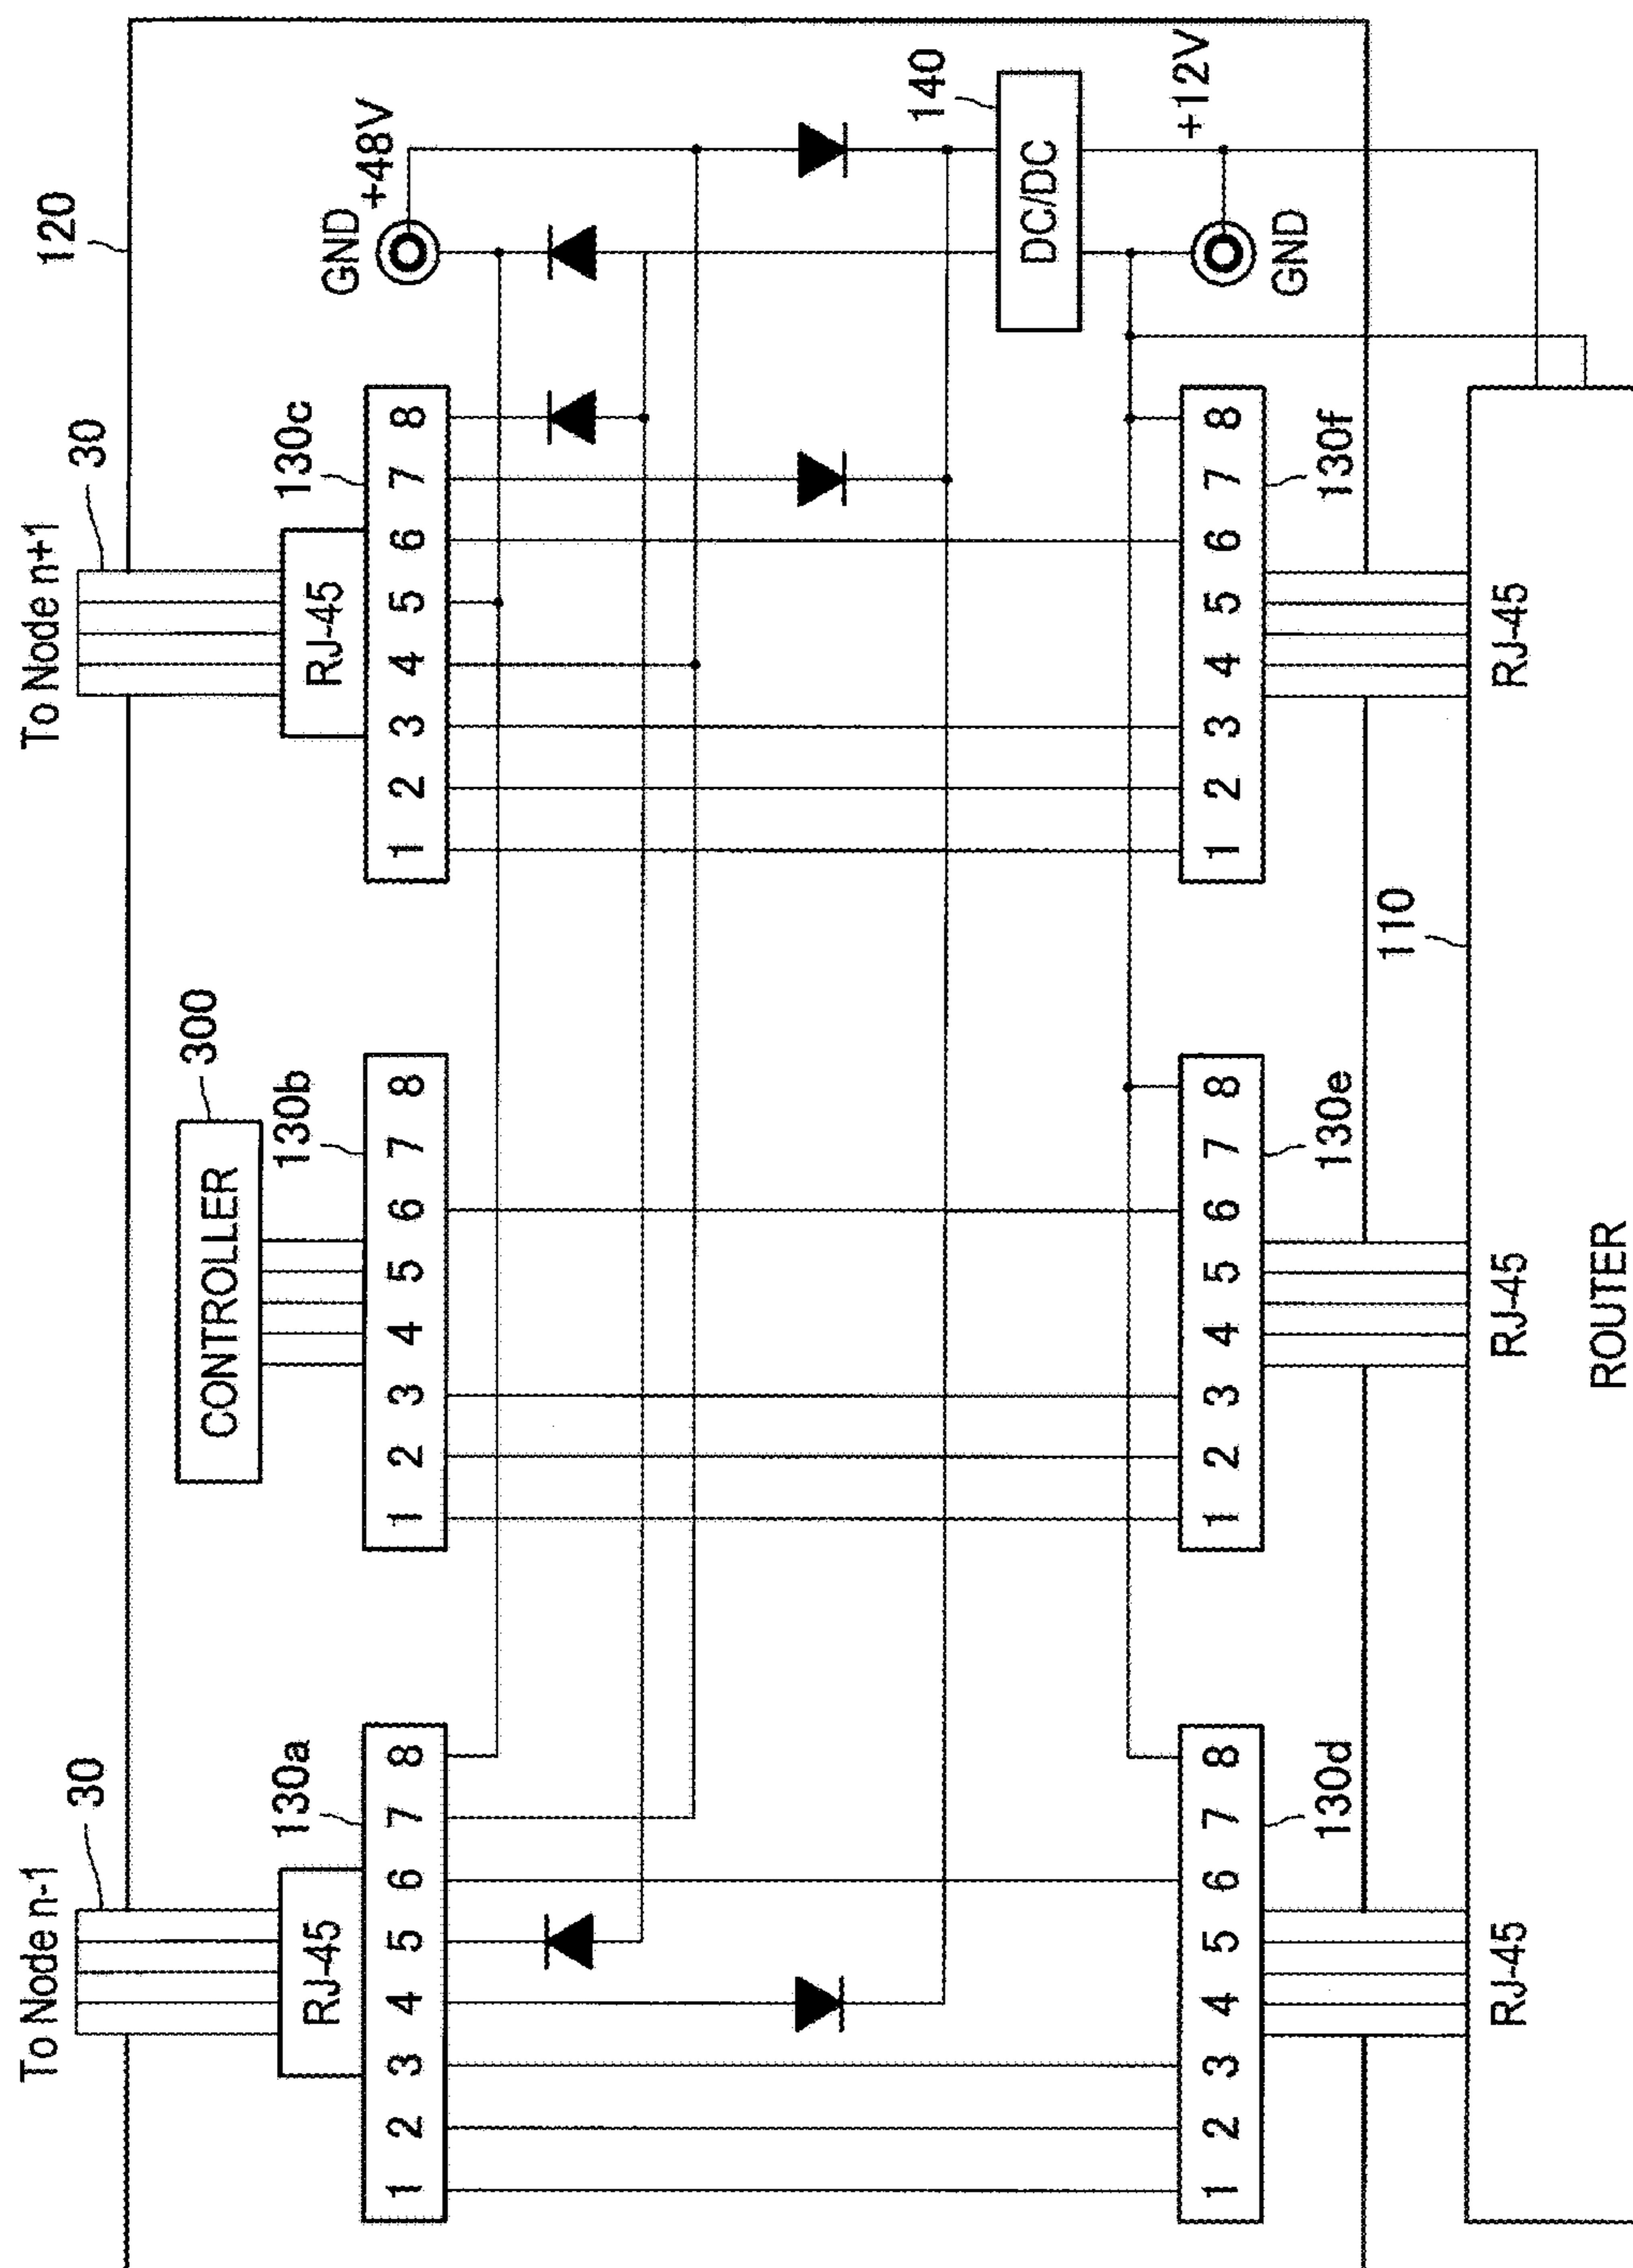 To Node n-1
30
To Node n+1
30
120
300
CONTROLLER
GND
+48V
RJ-45
130a
130b
RJ-45
130c
1 2 3 4 5 6 7 8
1 2 3 4 5 6 7 8
1 2 3 4 5 6 7 8
140
DC/DC
+12V
1 2 3 4 5 6 7 8
1 2 3 4 5 6 7 8
1 2 3 4 5 6 7 8
GND
130d
130e
130f
110
RJ-45
RJ-45
RJ-45
ROUTER